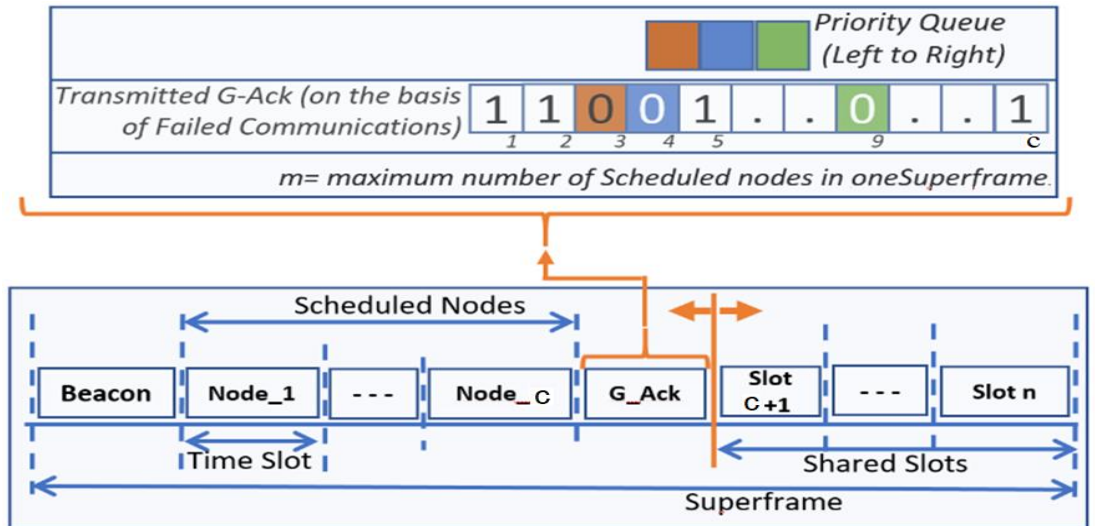 Priority Queue
(Left to Right)
Transmitted G-Ack (on the basis
of Failed Communications)
1 1 0 0 1 . . 0 . . 1
1 2 3 4 5 9 c
m= maximum number of Scheduled nodes in oneSuperframe.
Scheduled Nodes
Beacon Node_1 - - - Node_ c G_Ack Slot C+1 - - - Slot n
Time Slot
Shared Slots
Superframe